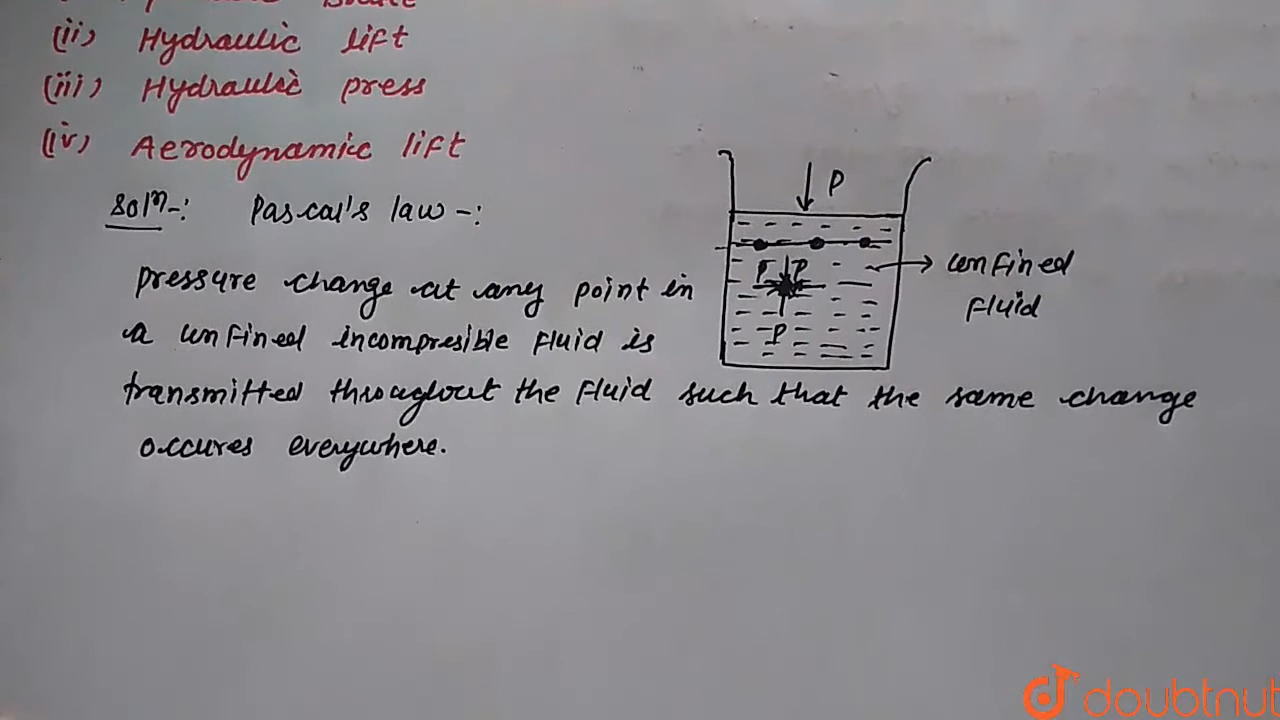 (ii) Hydraulic lift
(iii) Hydraulic press
(iv) Aerodynamic lift
Solⁿ-: Pascal's law -:
P
pressure change at any point in
a confined incompresible fluid is
transmitted throughout the fluid such that the same change
occures everywhere.
P P
P
confined
fluid
doubtnut